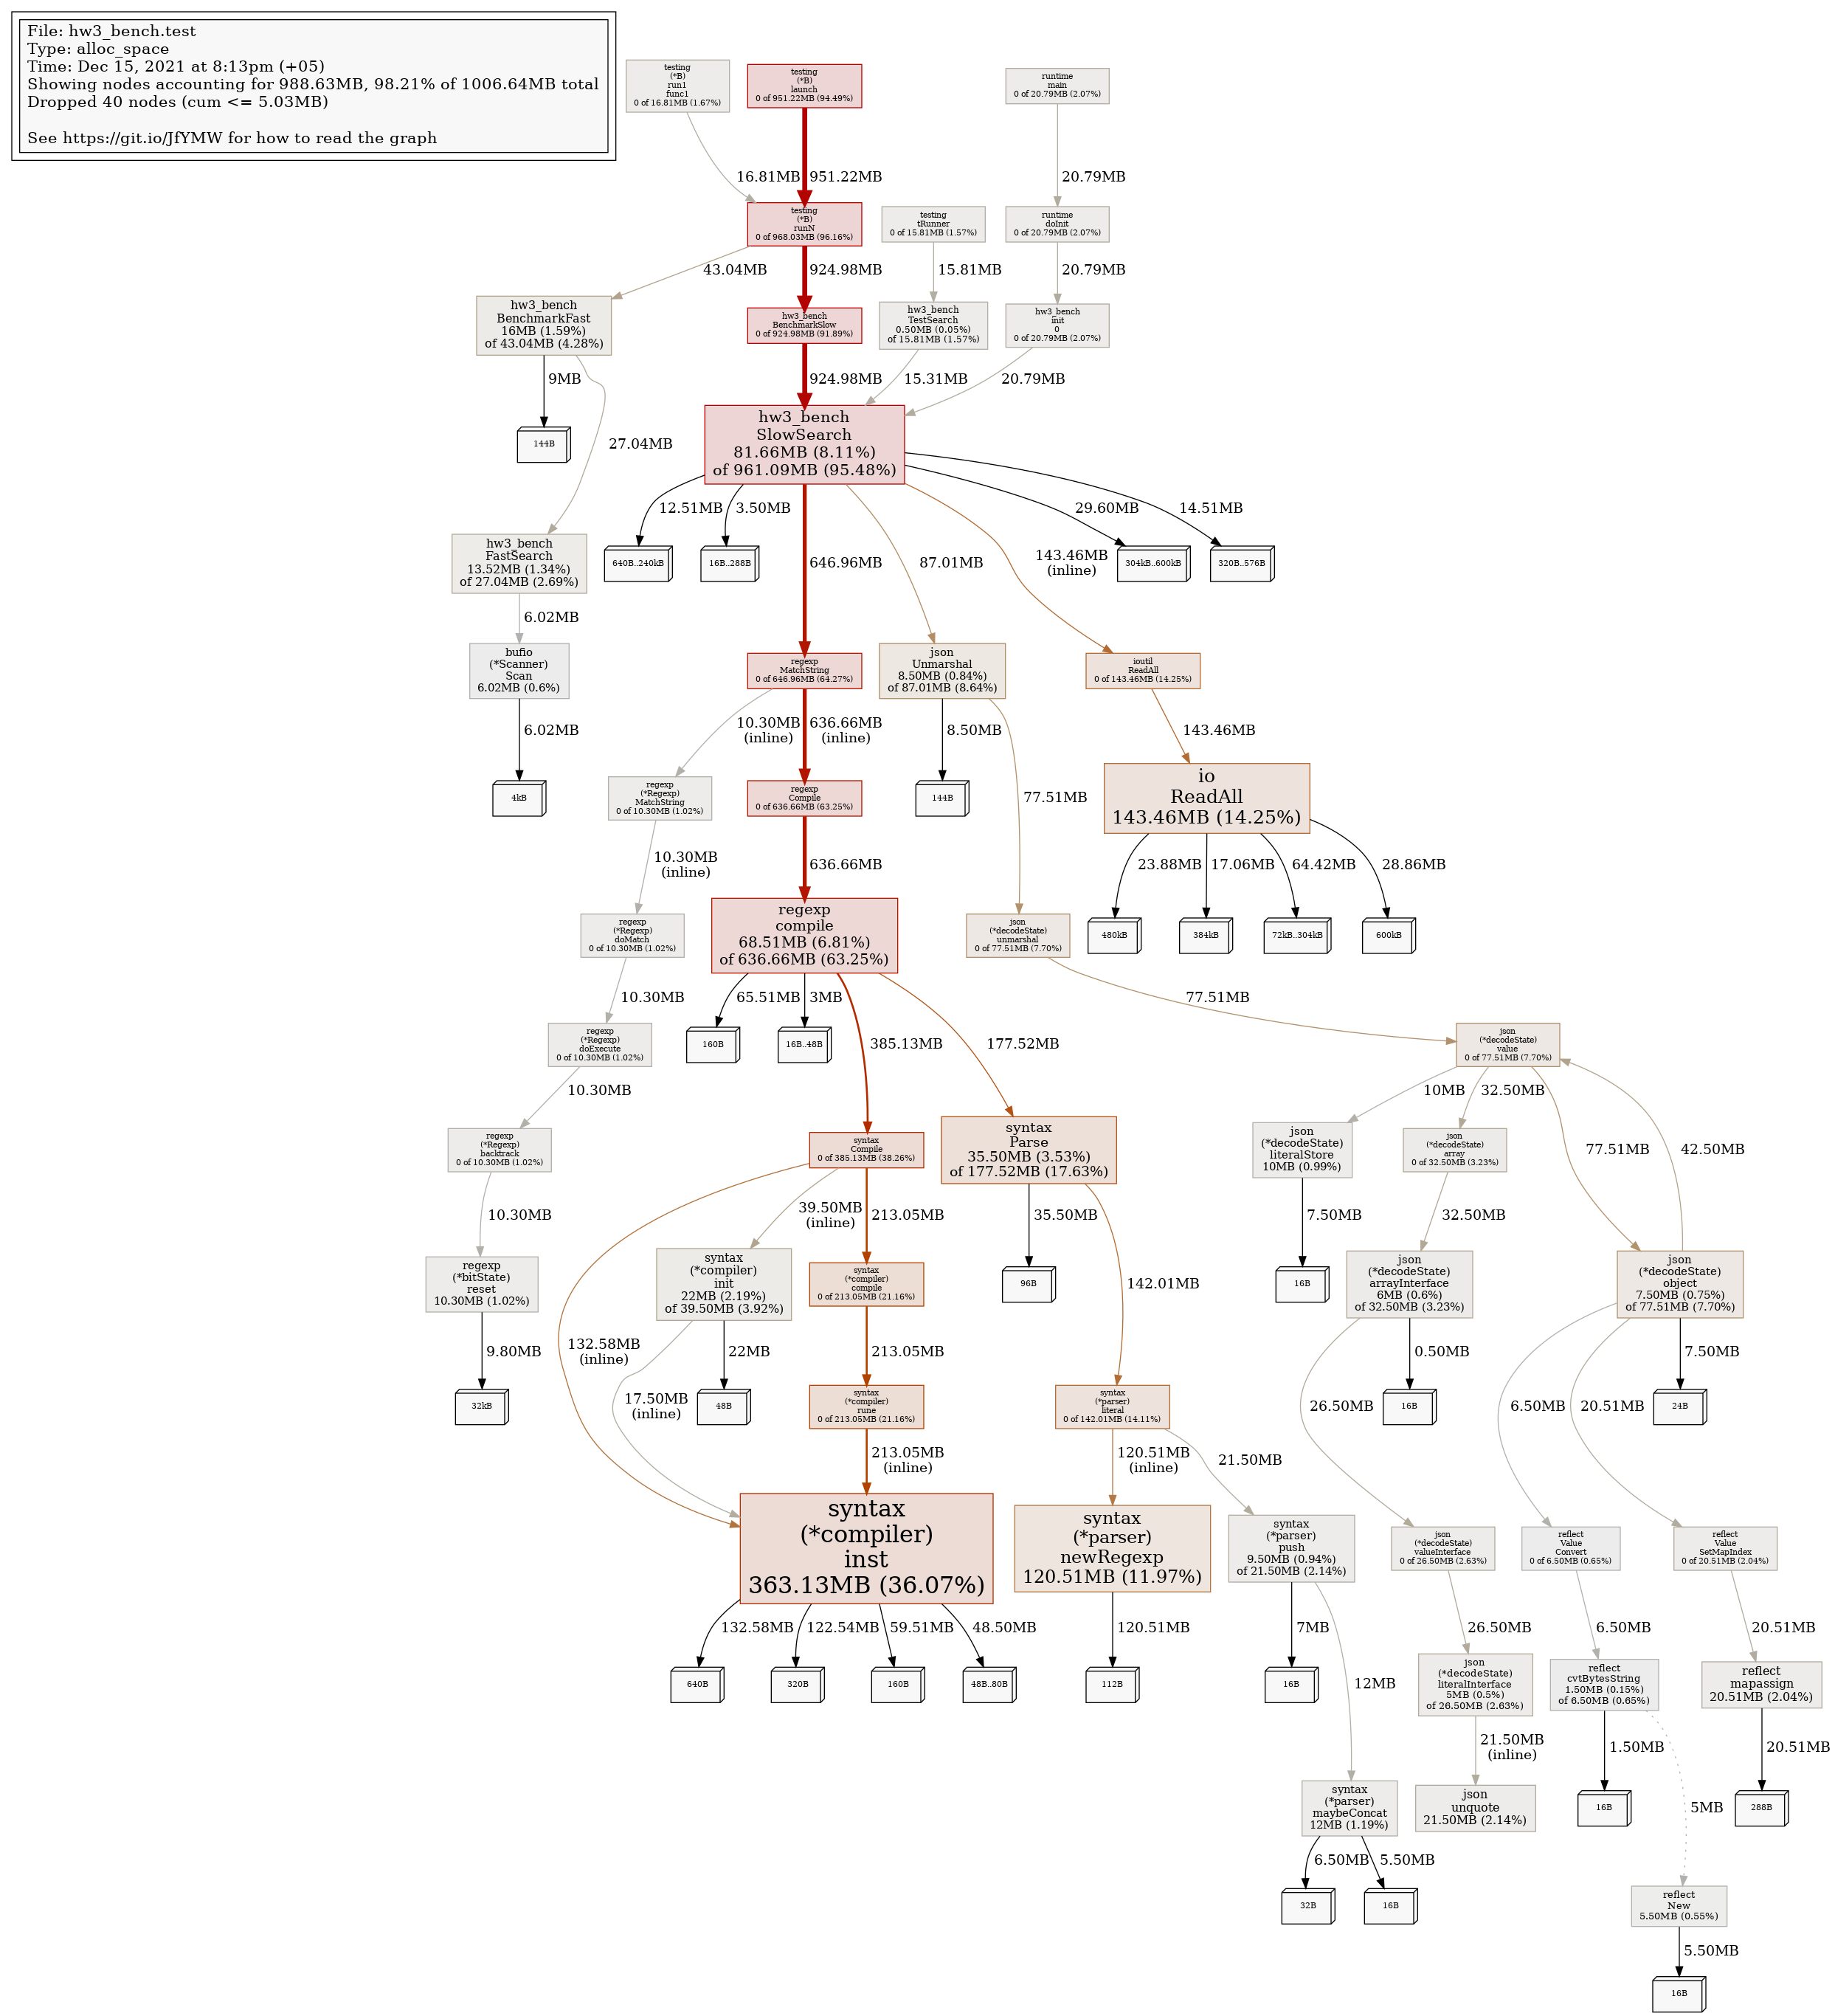 File: hw3_bench.test
Type: alloc_space
Time: Dec 15, 2021 at 8:13pm (+05)
Showing nodes accounting for 988.63MB, 98.21% of 1006.64MB total
Dropped 40 nodes (cum <= 5.03MB)
See https://git.io/JfYMW for how to read the graph
testing
(*B)
run1
func1
0 of 16.81MB (1.67%)
testing
(*B)
launch
0 of 951.22MB (94.49%)
runtime
main
0 of 20.79MB (2.07%)
16.81MB
951.22MB
20.79MB
testing
(*B)
runN
0 of 968.03MB (96.16%)
testing
tRunner
0 of 15.81MB (1.57%)
runtime
doInit
0 of 20.79MB (2.07%)
43.04MB
924.98MB
15.81MB
20.79MB
hw3_bench
BenchmarkFast
16MB (1.59%)
of 43.04MB (4.28%)
hw3_bench
BenchmarkSlow
0 of 924.98MB (91.89%)
hw3_bench
TestSearch
0.50MB (0.05%)
of 15.81MB (1.57%)
hw3_bench
init
0
0 of 20.79MB (2.07%)
9MB
924.98MB
15.31MB
20.79MB
144B
27.04MB
hw3_bench
SlowSearch
81.66MB (8.11%)
of 961.09MB (95.48%)
12.51MB
3.50MB
29.60MB
14.51MB
hw3_bench
FastSearch
13.52MB (1.34%)
of 27.04MB (2.69%)
640B..240kB
16B..288B
646.96MB
87.01MB
143.46MB
(inline)
304kB..600kB
320B..576B
6.02MB
bufio
(*Scanner)
Scan
6.02MB (0.6%)
regexp
MatchString
0 of 646.96MB (64.27%)
json
Unmarshal
8.50MB (0.84%)
of 87.01MB (8.64%)
ioutil
ReadAll
0 of 143.46MB (14.25%)
6.02MB
10.30MB
(inline)
636.66MB
(inline)
8.50MB
143.46MB
4kB
regexp
(*Regexp)
MatchString
0 of 10.30MB (1.02%)
regexp
Compile
0 of 636.66MB (63.25%)
144B
77.51MB
io
ReadAll
143.46MB (14.25%)
10.30MB
(inline)
636.66MB
23.88MB
17.06MB
64.42MB
28.86MB
regexp
(*Regexp)
doMatch
0 of 10.30MB (1.02%)
regexp
compile
68.51MB (6.81%)
of 636.66MB (63.25%)
json
(*decodeState)
unmarshal
0 of 77.51MB (7.70%)
480kB
384kB
72kB..304kB
600kB
10.30MB
65.51MB
3MB
77.51MB
regexp
(*Regexp)
doExecute
0 of 10.30MB (1.02%)
160B
16B..48B
385.13MB
177.52MB
json
(*decodeState)
value
0 of 77.51MB (7.70%)
10.30MB
10MB
32.50MB
regexp
(*Regexp)
backtrack
0 of 10.30MB (1.02%)
syntax
Compile
0 of 385.13MB (38.26%)
syntax
Parse
35.50MB (3.53%)
of 177.52MB (17.63%)
json
(*decodeState)
literalStore
10MB (0.99%)
json
(*decodeState)
array
0 of 32.50MB (3.23%)
77.51MB
42.50MB
10.30MB
39.50MB
(inline)
213.05MB
35.50MB
7.50MB
32.50MB
regexp
(*bitState)
reset
10.30MB (1.02%)
syntax
(*compiler)
init
22MB (2.19%)
of 39.50MB (3.92%)
syntax
(*compiler)
compile
0 of 213.05MB (21.16%)
96B
142.01MB
16B
json
(*decodeState)
arrayInterface
6MB (0.6%)
of 32.50MB (3.23%)
json
(*decodeState)
object
7.50MB (0.75%)
of 77.51MB (7.70%)
9.80MB
132.58MB
(inline)
22MB
213.05MB
0.50MB
7.50MB
32kB
17.50MB
(inline)
48B
syntax
(*compiler)
rune
0 of 213.05MB (21.16%)
syntax
(*parser)
literal
0 of 142.01MB (14.11%)
26.50MB
16B
6.50MB
20.51MB
24B
213.05MB
(inline)
120.51MB
(inline)
21.50MB
syntax
(*compiler)
inst
363.13MB (36.07%)
syntax
(*parser)
newRegexp
120.51MB (11.97%)
syntax
(*parser)
push
9.50MB (0.94%)
of 21.50MB (2.14%)
json
(*decodeState)
valueInterface
0 of 26.50MB (2.63%)
reflect
Value
Convert
0 of 6.50MB (0.65%)
reflect
Value
SetMapIndex
0 of 20.51MB (2.04%)
132.58MB
122.54MB
59.51MB
48.50MB
120.51MB
7MB
26.50MB
6.50MB
20.51MB
640B
320B
160B
48B..80B
112B
16B
12MB
json
(*decodeState)
literalInterface
5MB (0.5%)
of 26.50MB (2.63%)
reflect
cvtBytesString
1.50MB (0.15%)
of 6.50MB (0.65%)
reflect
mapassign
20.51MB (2.04%)
21.50MB
(inline)
1.50MB
20.51MB
syntax
(*parser)
maybeConcat
12MB (1.19%)
json
unquote
21.50MB (2.14%)
16B
5MB
288B
6.50MB
5.50MB
32B
16B
reflect
New
5.50MB (0.55%)
5.50MB
16B